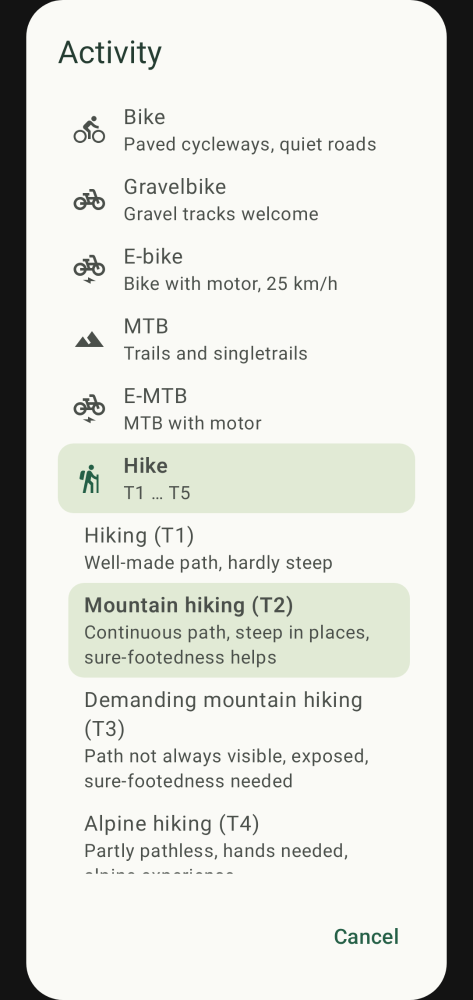 Activity
Bike
Paved cycleways, quiet roads
Gravelbike
Gravel tracks welcome
E-bike
Bike with motor, 25 km/h
MTB
Trails and singletrails
E-MTB
MTB with motor
Hike
T1 ... T5
Hiking (T1)
Well-made path, hardly steep
Mountain hiking (T2)
Continuous path, steep in places,
sure-footedness helps
Demanding mountain hiking
(T3)
Path not always visible, exposed,
sure-footedness needed
Alpine hiking (T4)
Partly pathless, hands needed,
alpine experience
Cancel